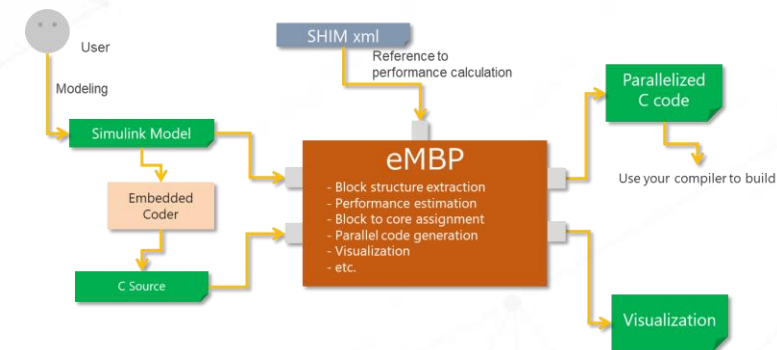 User
Modeling
Simulink Model
Embedded
Coder
C Source
SHIM xml
Reference to
performance calculation
eMBP
- Block structure extraction
- Performance estimation
- Block to core assignment
- Parallel code generation
- Visualization
- etc.
Parallelized
C code
Use your compiler to build
Visualization